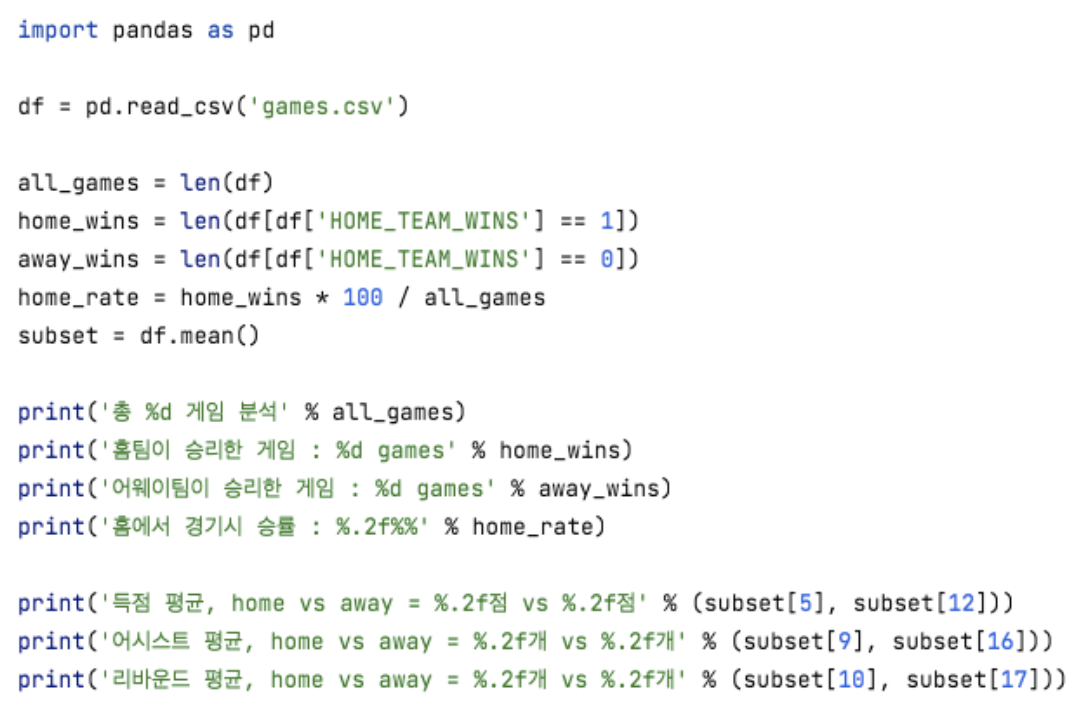 import pandas as pd
df = pd.read_csv('games.csv')
all_games = len(df)
home_wins = len(df[df['HOME_TEAM_WINS'] == 1])
away_wins = len(df[df['HOME_TEAM_WINS'] == 0])
home_rate = home_wins * 100 / all_games
subset = df.mean()
print('총 %d 게임 분석' % all_games)
print('홈팀이 승리한 게임 : %d games' % home_wins)
print('어웨이팀이 승리한 게임 : %d games' % away_wins)
print('홈에서 경기시 승률 : %.2f%%' % home_rate)
print('득점 평균, home vs away = %.2f점 vs %.2f점' % (subset[5], subset[12]))
print('어시스트 평균, home vs away = %.2f개 vs %.2f개' % (subset[9], subset[16]))
print('리바운드 평균, home vs away = %.2f개 vs %.2f개' % (subset[10], subset[17]))